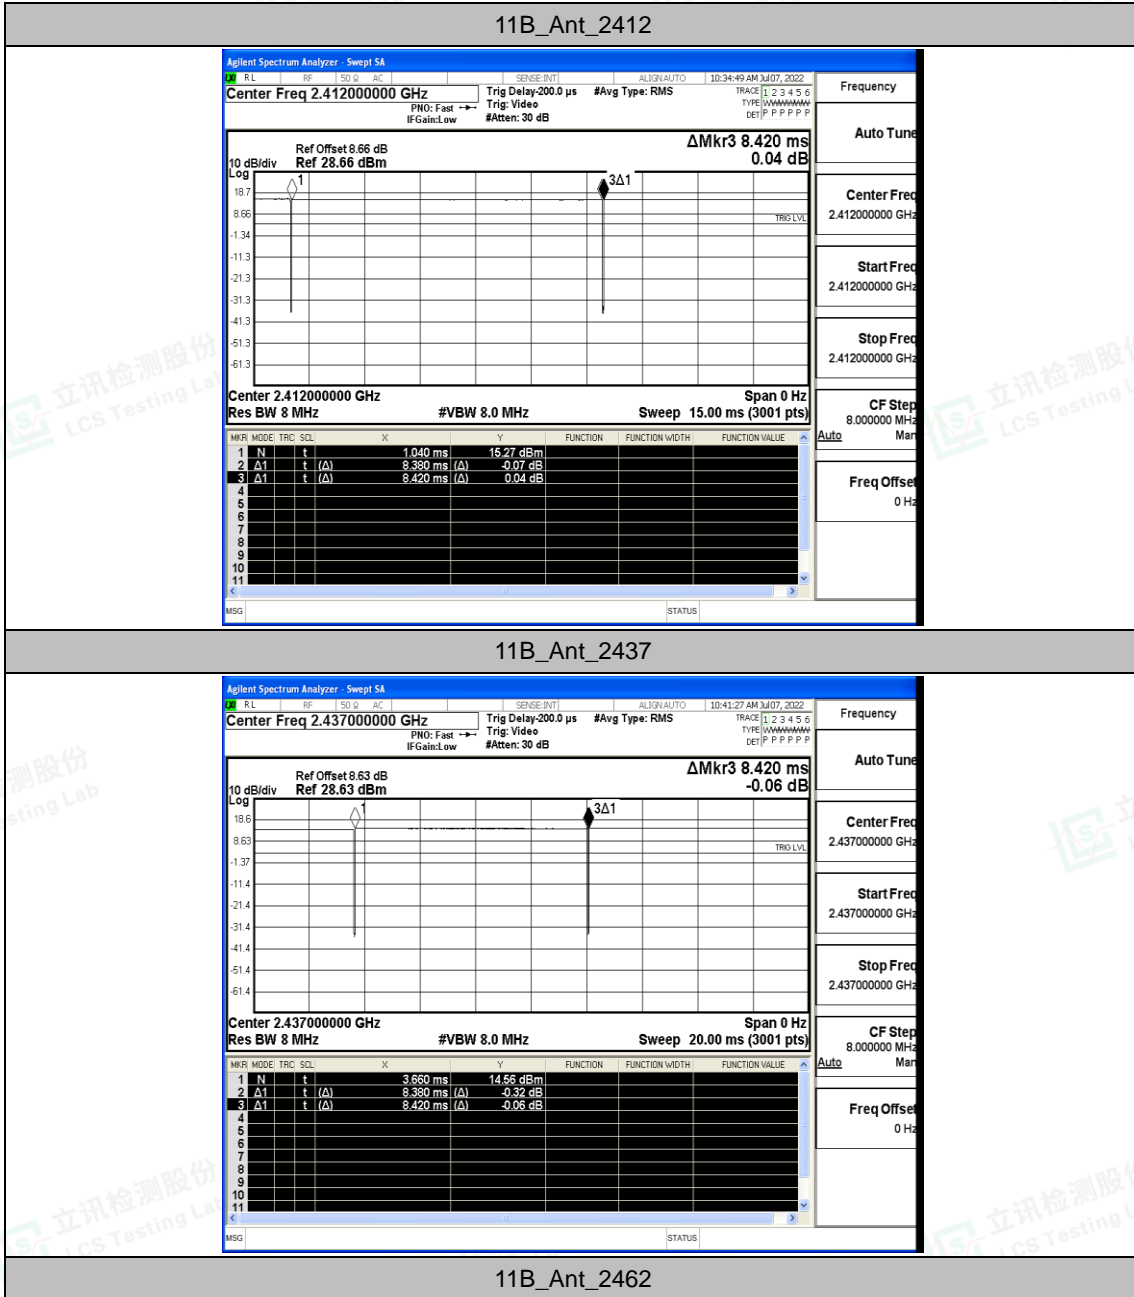 11B_Ant_2412
Agilent Spectrum Analyzer - Swept SA
LXI RL RF 50 Ω AC SENSE:INT ALIGNAUTO 10:34:49 AM Jul 07, 2022
Center Freq 2.412000000 GHz
PNO: Fast
IFGain:Low
Trig Delay-200.0 µs
Trig: Video
#Atten: 30 dB
#Avg Type: RMS
TRACE 1 2 3 4 5 6
TYPE WWWWWW
DET P P P P P P
Ref Offset 8.66 dB
10 dB/div Ref 28.66 dBm
Log
ΔMkr3 8.420 ms
0.04 dB
1
3Δ1
18.7
8.66
-1.34
-11.3
-21.3
-31.3
-41.3
-51.3
-61.3
TRIG LVL
Center 2.412000000 GHz Span 0 Hz
Res BW 8 MHz #VBW 8.0 MHz Sweep 15.00 ms (3001 pts)
MKR MODE TRC SCL X Y FUNCTION FUNCTION WIDTH FUNCTION VALUE
1 N t 1.040 ms 15.27 dBm
2 Δ1 t (Δ) 8.380 ms (Δ) -0.07 dB
3 Δ1 t (Δ) 8.420 ms (Δ) 0.04 dB
4
5
6
7
8
9
10
11
MSG STATUS
Frequency
Auto Tune
Center Freq
2.412000000 GHz
Start Freq
2.412000000 GHz
Stop Freq
2.412000000 GHz
CF Step
8.000000 MHz
Auto Man
Freq Offset
0 Hz
11B_Ant_2437
Agilent Spectrum Analyzer - Swept SA
LXI RL RF 50 Ω AC SENSE:INT ALIGNAUTO 10:41:27 AM Jul 07, 2022
Center Freq 2.437000000 GHz
PNO: Fast
IFGain:Low
Trig Delay-200.0 µs
Trig: Video
#Atten: 30 dB
#Avg Type: RMS
TRACE 1 2 3 4 5 6
TYPE WWWWWW
DET P P P P P P
Ref Offset 8.63 dB
10 dB/div Ref 28.63 dBm
Log
ΔMkr3 8.420 ms
-0.06 dB
1
3Δ1
18.6
8.63
-1.37
-11.4
-21.4
-31.4
-41.4
-51.4
-61.4
TRIG LVL
Center 2.437000000 GHz Span 0 Hz
Res BW 8 MHz #VBW 8.0 MHz Sweep 20.00 ms (3001 pts)
MKR MODE TRC SCL X Y FUNCTION FUNCTION WIDTH FUNCTION VALUE
1 N t 3.660 ms 14.56 dBm
2 Δ1 t (Δ) 8.380 ms (Δ) -0.32 dB
3 Δ1 t (Δ) 8.420 ms (Δ) -0.06 dB
4
5
6
7
8
9
10
11
MSG STATUS
Frequency
Auto Tune
Center Freq
2.437000000 GHz
Start Freq
2.437000000 GHz
Stop Freq
2.437000000 GHz
CF Step
8.000000 MHz
Auto Man
Freq Offset
0 Hz
11B_Ant_2462
立讯检测股份
LCS Testing Lab